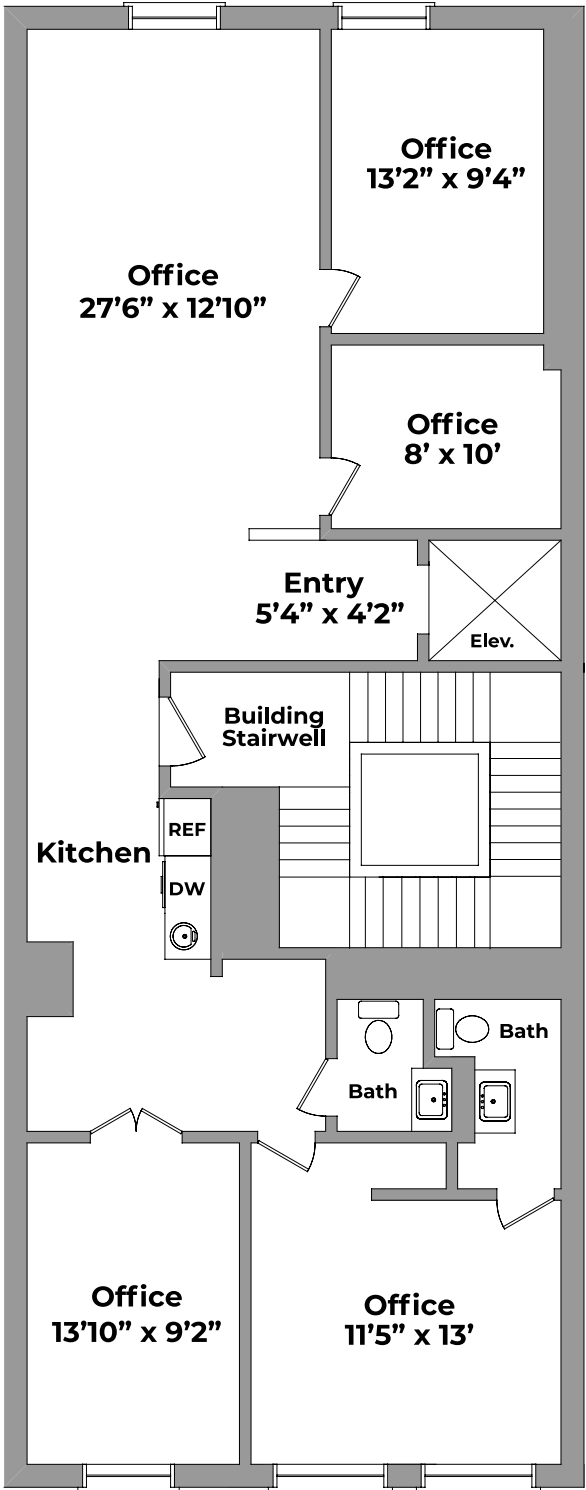 Office
13’2” x 9’4”
Office
27’6” x 12’10”
Office
8’ x 10’
Entry
5’4” x 4’2”
Elev.
Building
Stairwell
REF
Kitchen
DW
Bath
Bath
Office
13’10” x 9’2”
Office
11’5” x 13’